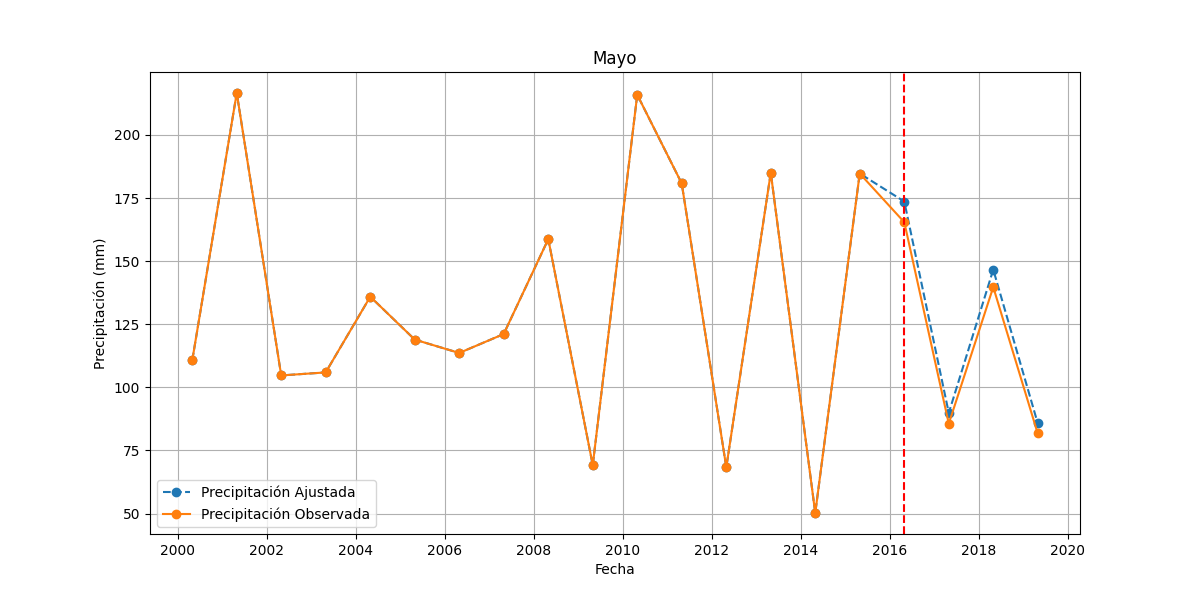 Mayo
Precipitación (mm)
200
175
150
125
100
75
50
Precipitación Ajustada
Precipitación Observada
2000 2002 2004 2006 2008 2010 2012 2014 2016 2018 2020
Fecha